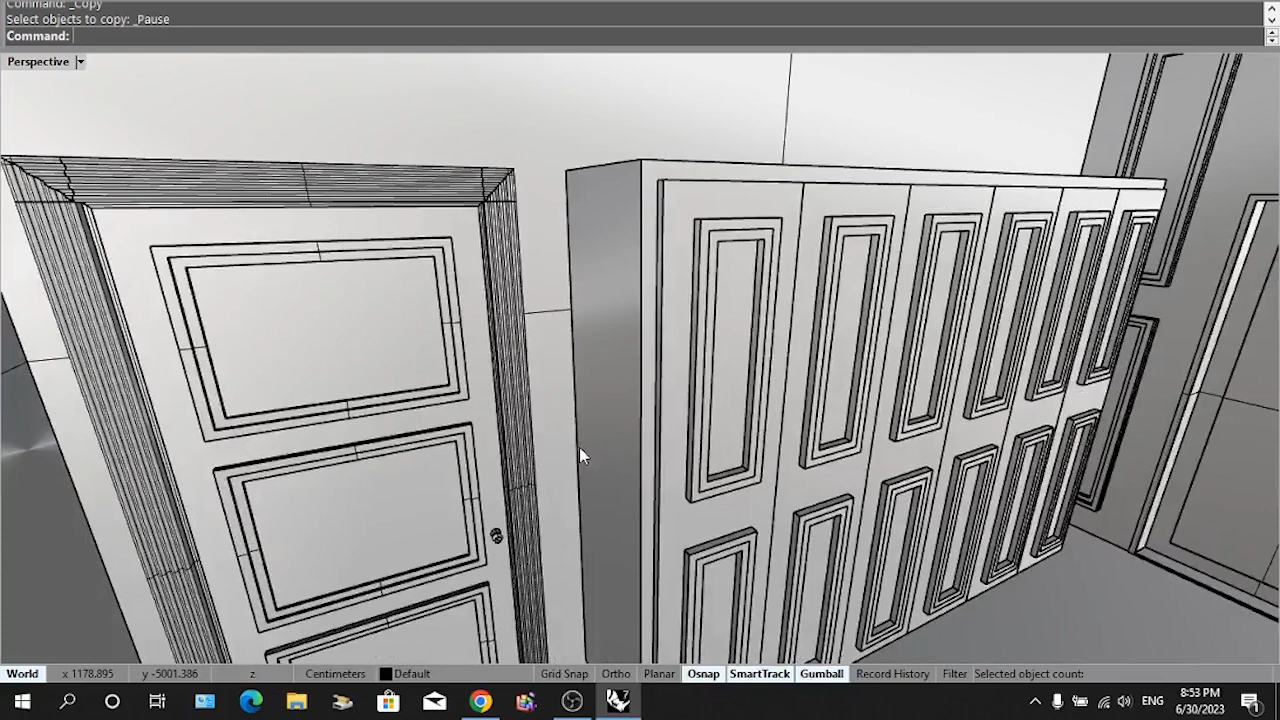 Command: _Copy
Select objects to copy: _Pause
Command:
Perspective
World x 1178.895 y -5001.386 z Centimeters Default Grid Snap Ortho Planar Osnap SmartTrack Gumball Record History Filter Selected object count:
ENG
8:53 PM
6/30/2023
1